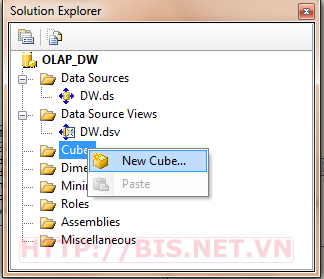 Solution Explorer
OLAP_DW
Data Sources
DW.ds
Data Source Views
DW.dsv
Cube
New Cube...
Dime
Paste
Mini
Roles
Assemblies
Miscellaneous
HTTP://BIS.NET.VN